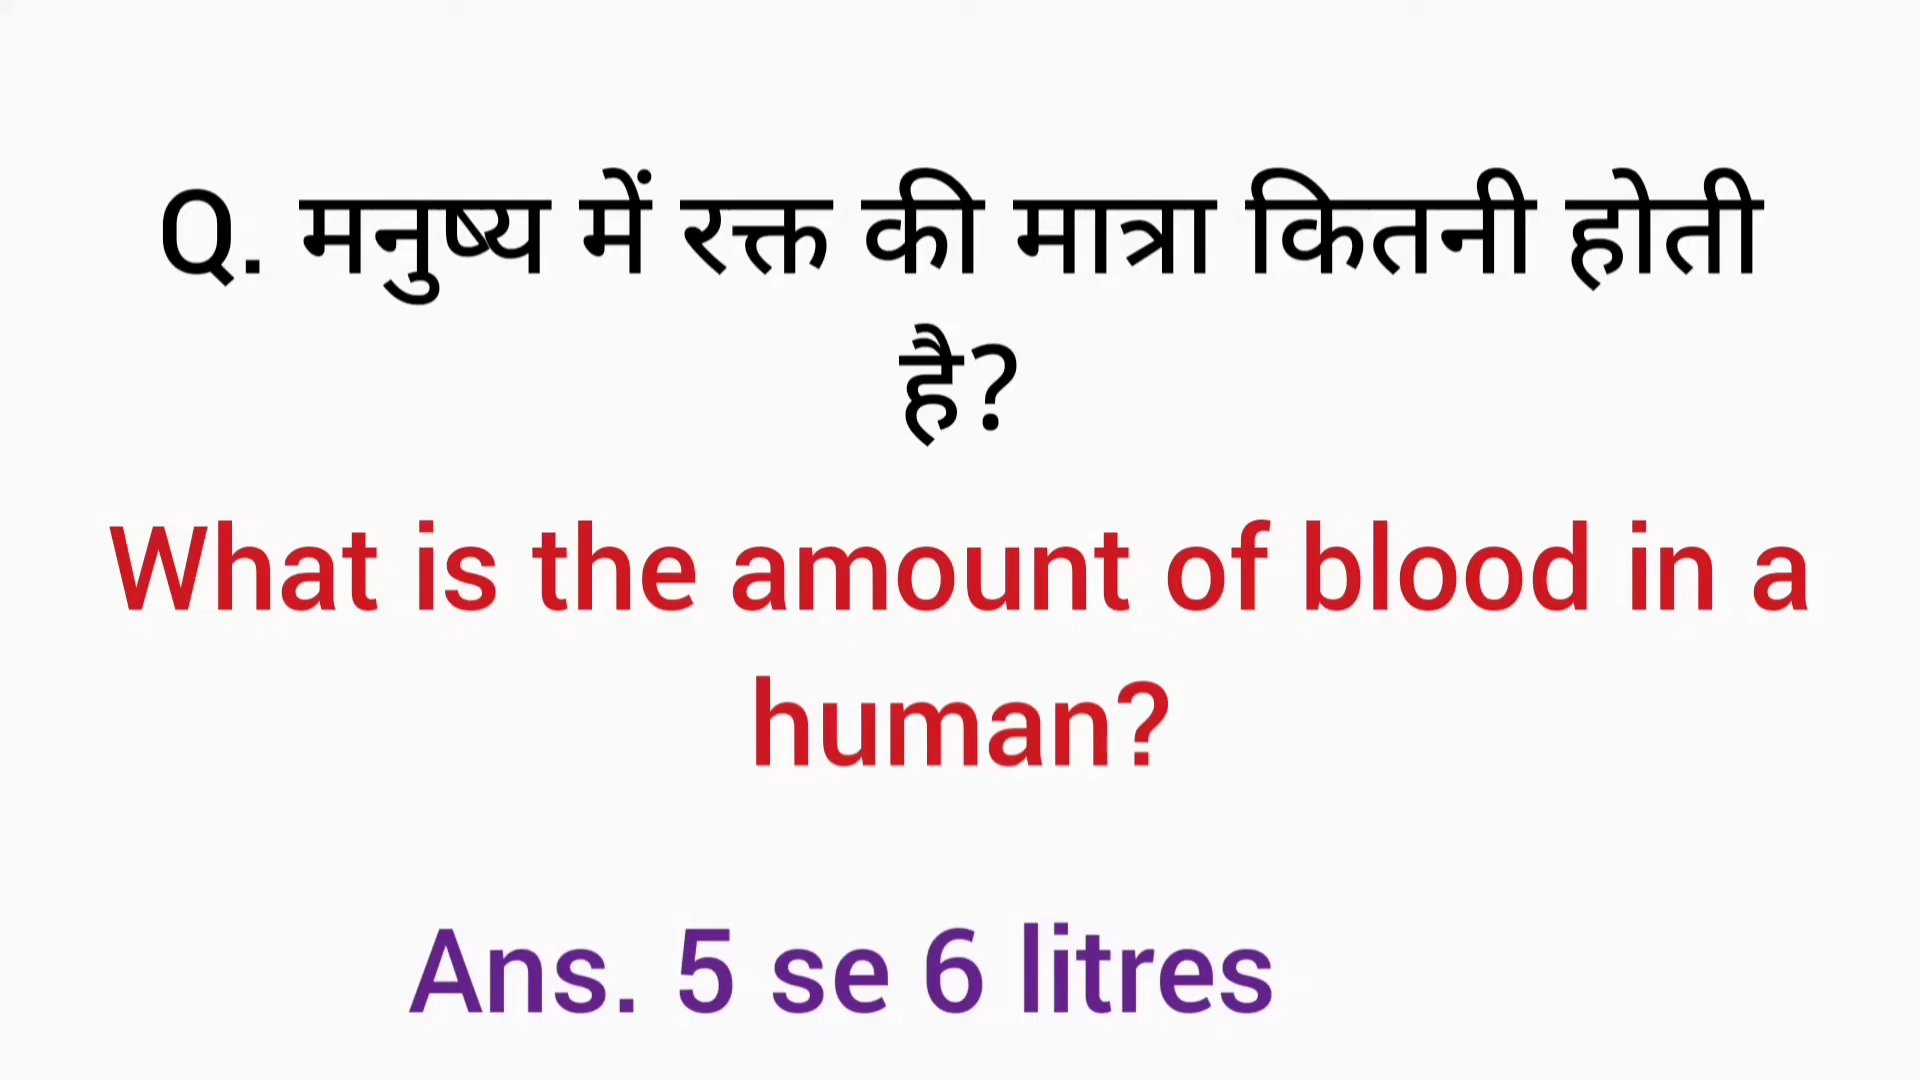 Q. मनुष्य में रक्त की मात्रा कितनी होती
है?
What is the amount of blood in a
human?
Ans. 5 se 6 litres